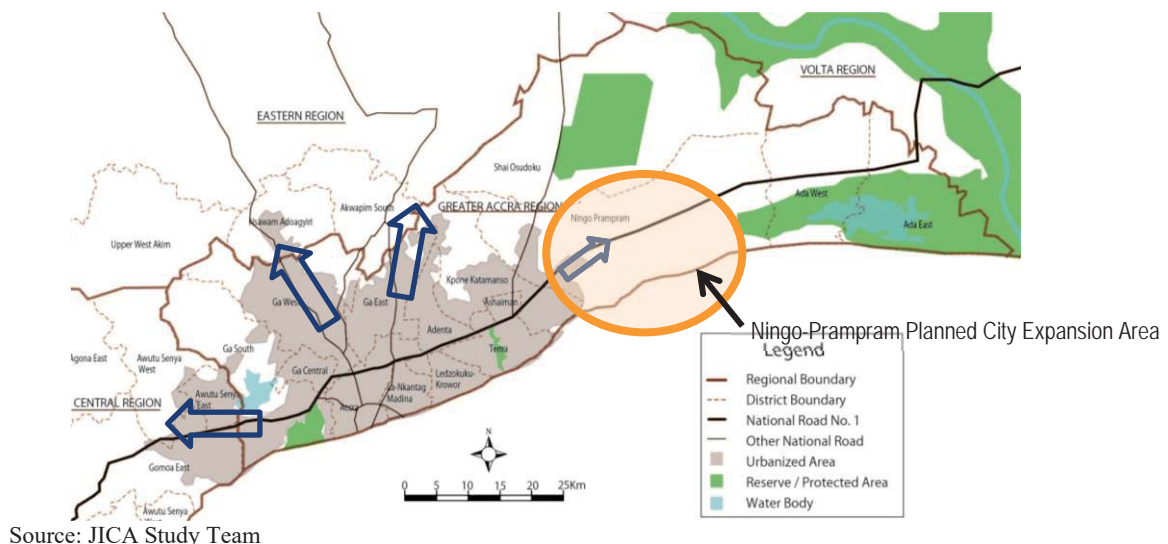 VOLTA REGION
EASTERN REGION
Shai Osudoku
Ada West
Akwapim South
GREATER ACCRA REGION
Nsawam Adoagyiri
Ningo Prampram
Ada East
Upper West Akim
Kpone Katamanso
Ga West
Ga East
Ashaiman
Adenta
Ningo-Prampram Planned City Expansion Area
Legend
Ga South
Tema
Agona East
Awutu Senya
West
Ga Central
Ledzokuku-
Krowor
Regional Boundary
La-Nkantag
Madina
District Boundary
CENTRAL REGION
Awutu Senya
East
Accra
National Road No. 1
Other National Road
N
Urbanized Area
Gomoa East
Reserve / Protected Area
0 5 10 15 20 25Km
Water Body
Awutu Senya
West
Source: JICA Study Team